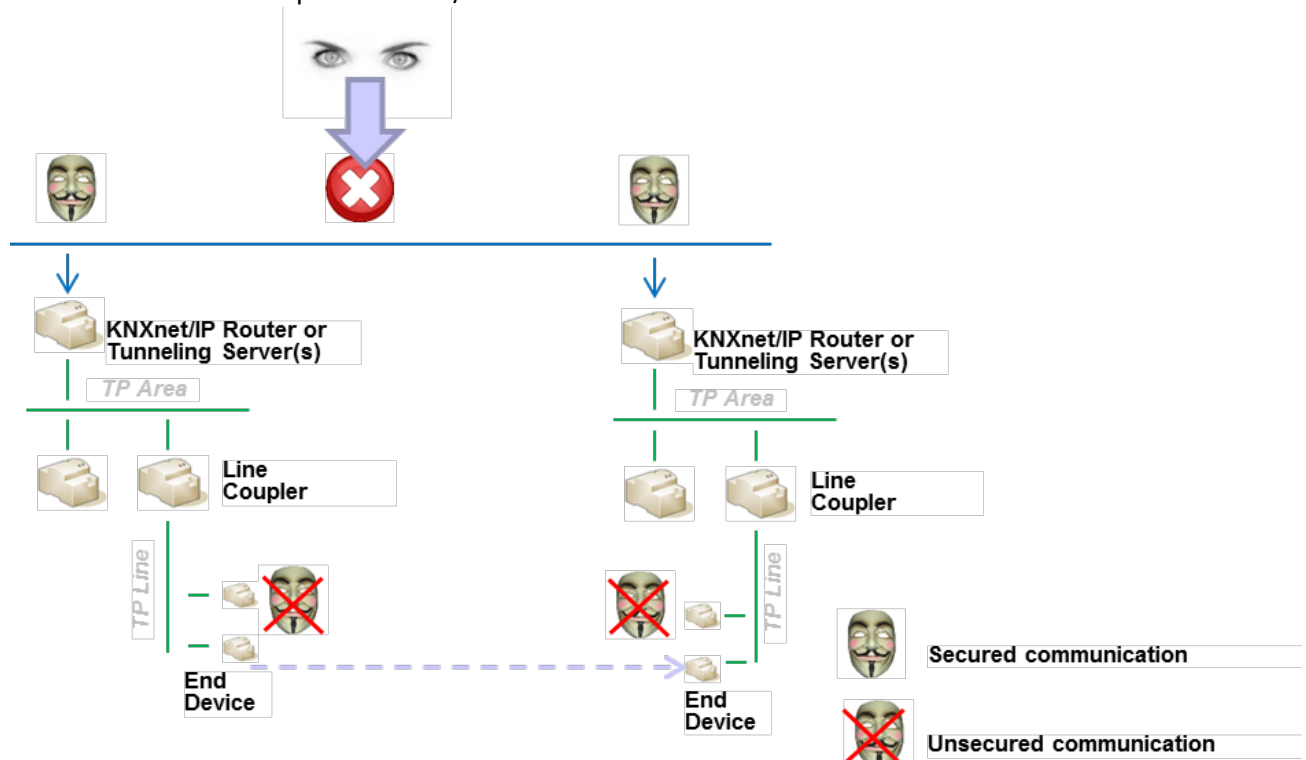 KNXnet/IP Router or
Tunneling Server(s)
KNXnet/IP Router or
Tunneling Server(s)
TP Area
TP Area
Line
Coupler
Line
Coupler
TP Line
TP Line
End
Device
End
Device
Secured communication
Unsecured communication